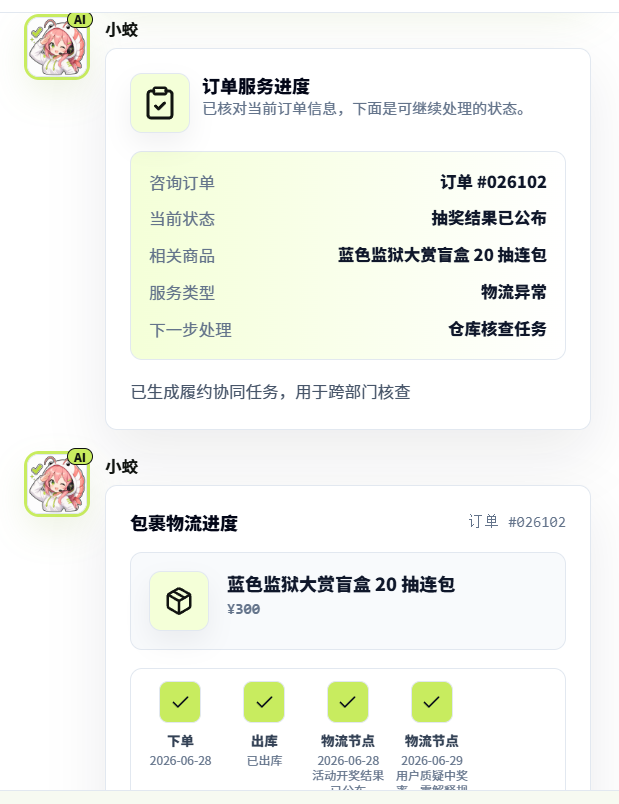 AI
小蛟
订单服务进度
已核对当前订单信息，下面是可继续处理的状态。
咨询订单 订单 #026102
当前状态 抽奖结果已公布
相关商品 蓝色监狱大赏盲盒 20 抽连包
服务类型 物流异常
下一步处理 仓库核查任务
已生成履约协同任务，用于跨部门核查
AI
小蛟
包裹物流进度 订单 #026102
蓝色监狱大赏盲盒 20 抽连包
¥300
下单 出库 物流节点 物流节点
2026-06-28 已出库 2026-06-28 2026-06-29
活动开奖结果 用户质疑中奖
已公布 率，需解释规